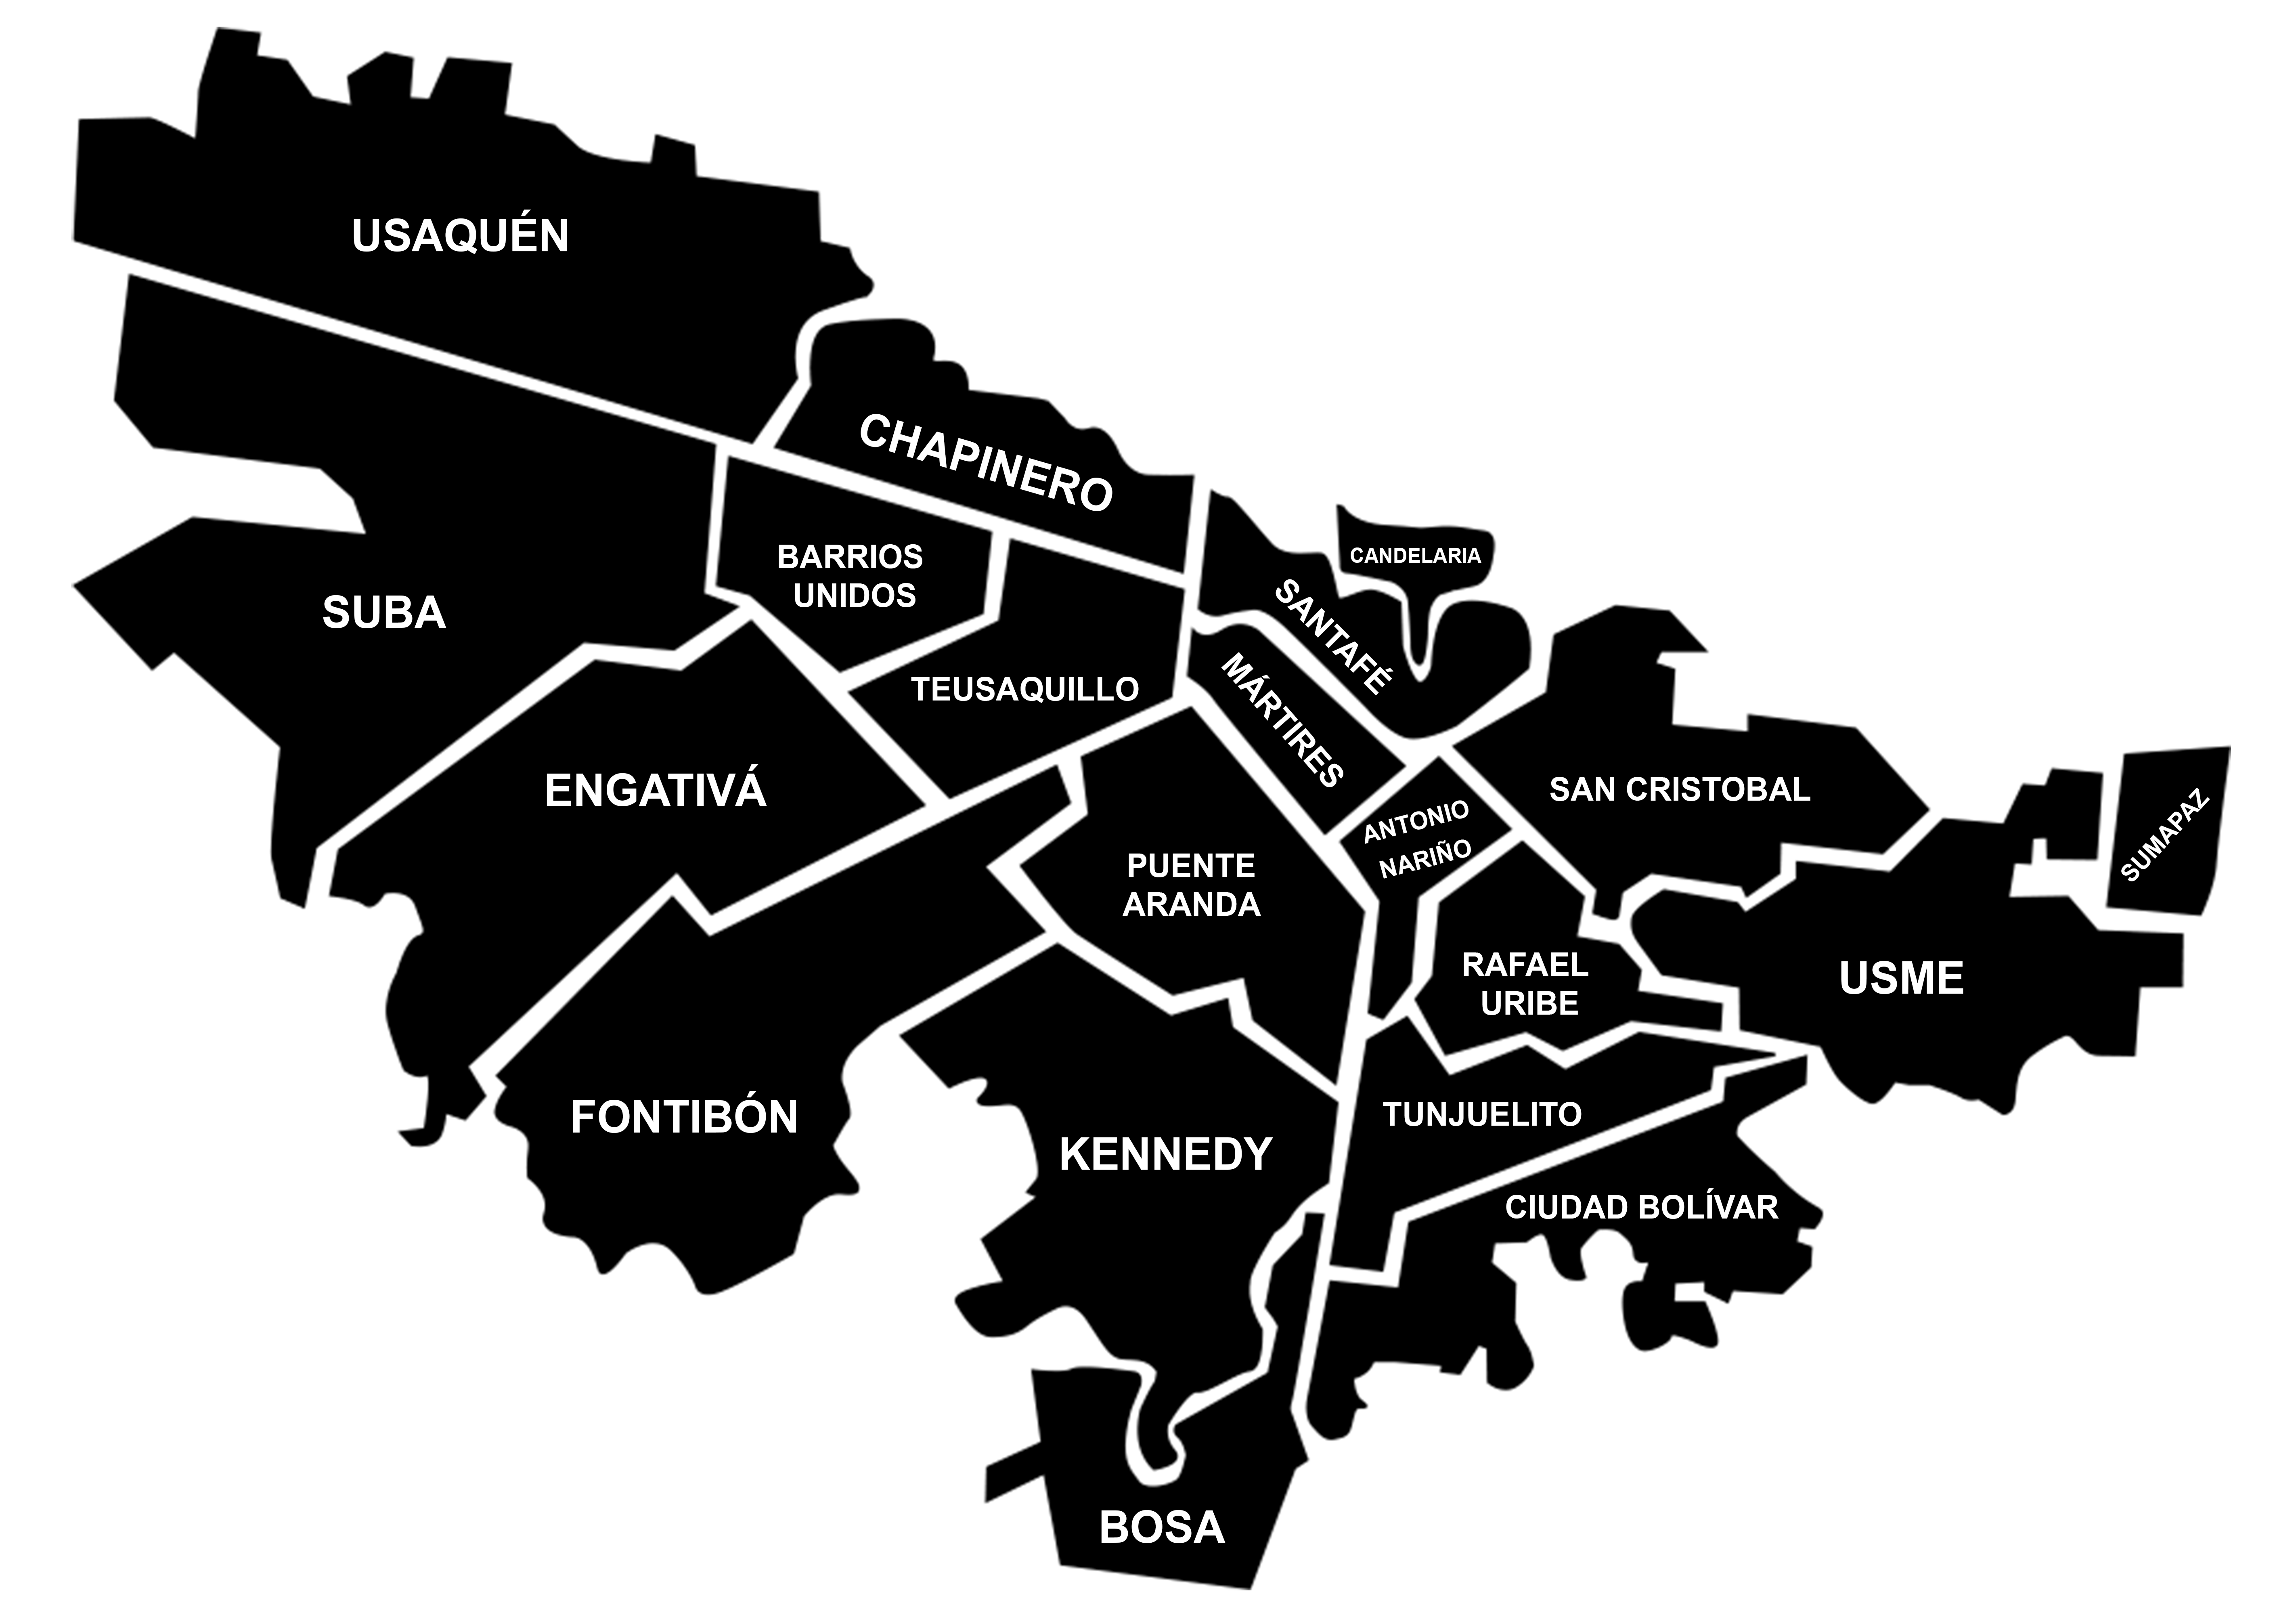 USAQUÉN
CHAPINERO
BARRIOS
UNIDOS
CANDELARIA
SUBA
SANTAFÉ
TEUSAQUILLO
MÁRTIRES
ENGATIVÁ
SAN CRISTOBAL
ANTONIO
NARIÑO
SUMAPAZ
PUENTE
ARANDA
RAFAEL
URIBE
USME
FONTIBÓN
TUNJUELITO
KENNEDY
CIUDAD BOLÍVAR
BOSA